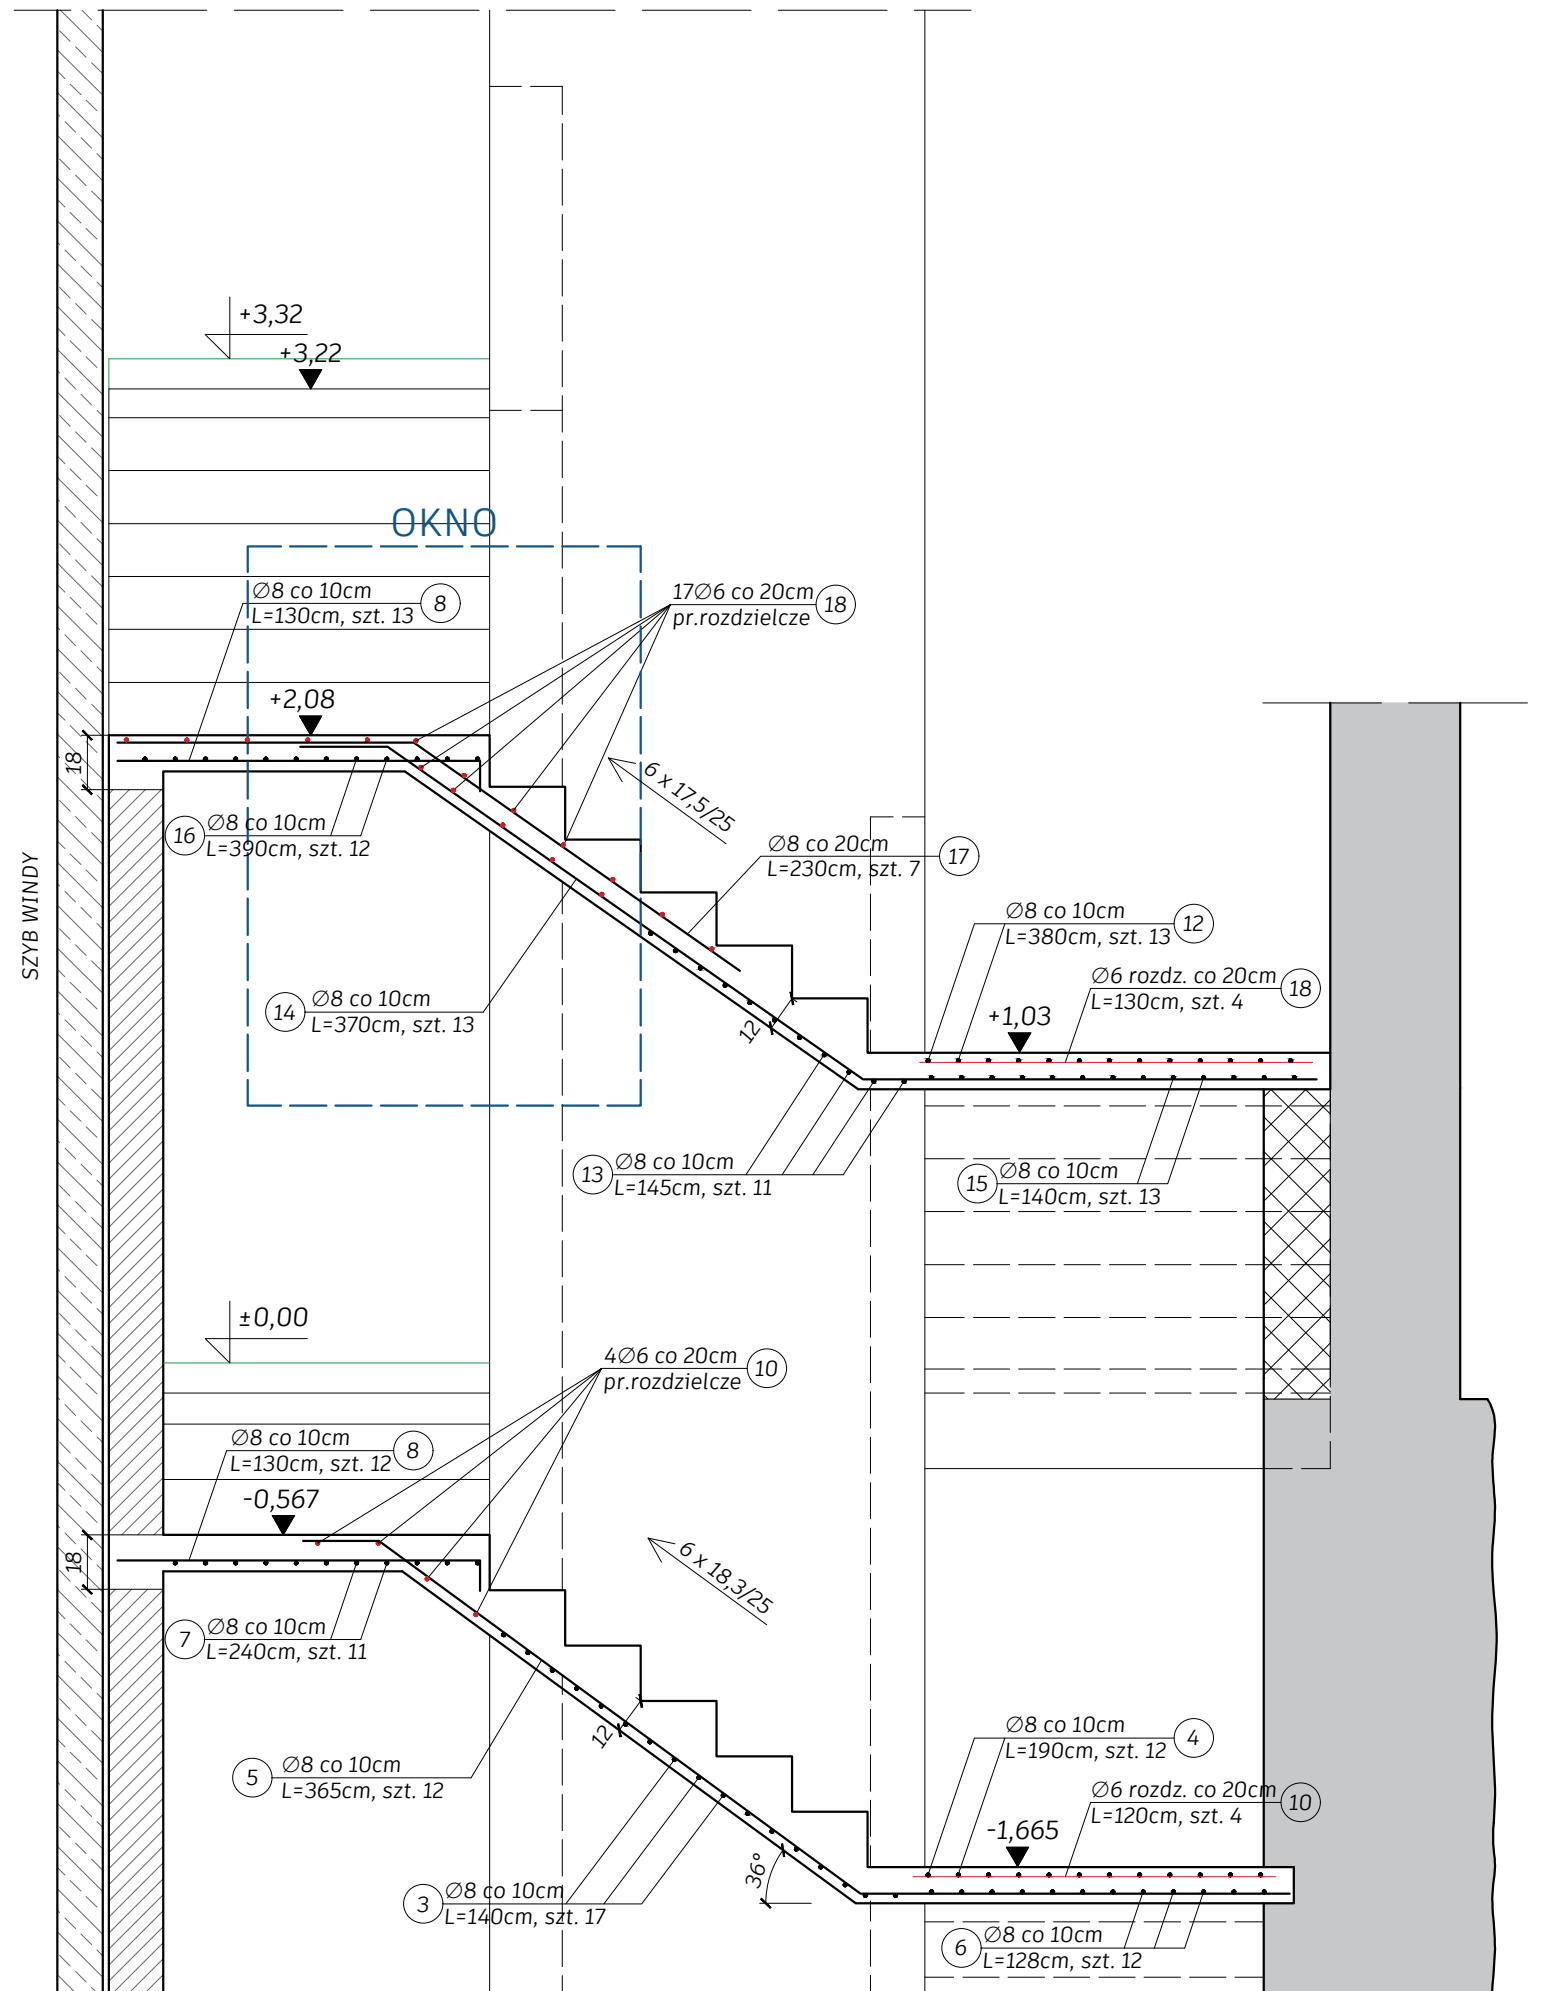 +3,32
+3,22
OKNO
Ø8 co 10cm
L=130cm, szt. 13
8
17Ø6 co 20cm
pr.rozdzielcze
18
+2,08
18
6 x 17,5/25
16
Ø8 co 10cm
L=390cm, szt. 12
Ø8 co 20cm
L=230cm, szt. 7
17
SZYB WINDY
Ø8 co 10cm
L=380cm, szt. 13
12
Ø6 rozdz. co 20cm
L=130cm, szt. 4
18
14
Ø8 co 10cm
L=370cm, szt. 13
12
+1,03
13
Ø8 co 10cm
L=145cm, szt. 11
15
Ø8 co 10cm
L=140cm, szt. 13
±0,00
4Ø6 co 20cm
pr.rozdzielcze
10
Ø8 co 10cm
L=130cm, szt. 12
8
-0,567
18
6 x 18,3/25
7
Ø8 co 10cm
L=240cm, szt. 11
12
Ø8 co 10cm
L=190cm, szt. 12
4
5
Ø8 co 10cm
L=365cm, szt. 12
Ø6 rozdz. co 20cm
L=120cm, szt. 4
10
-1,665
36°
3
Ø8 co 10cm
L=140cm, szt. 17
6
Ø8 co 10cm
L=128cm, szt. 12